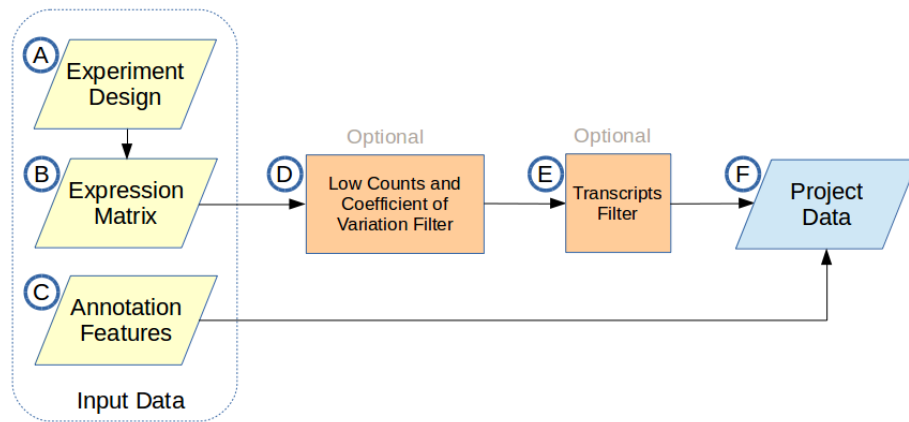 A
Experiment
Design
B
Expression
Matrix
C
Annotation
Features
Input Data
Optional
D
Low Counts and
Coefficient of
Variation Filter
Optional
E
Transcripts
Filter
F
Project
Data